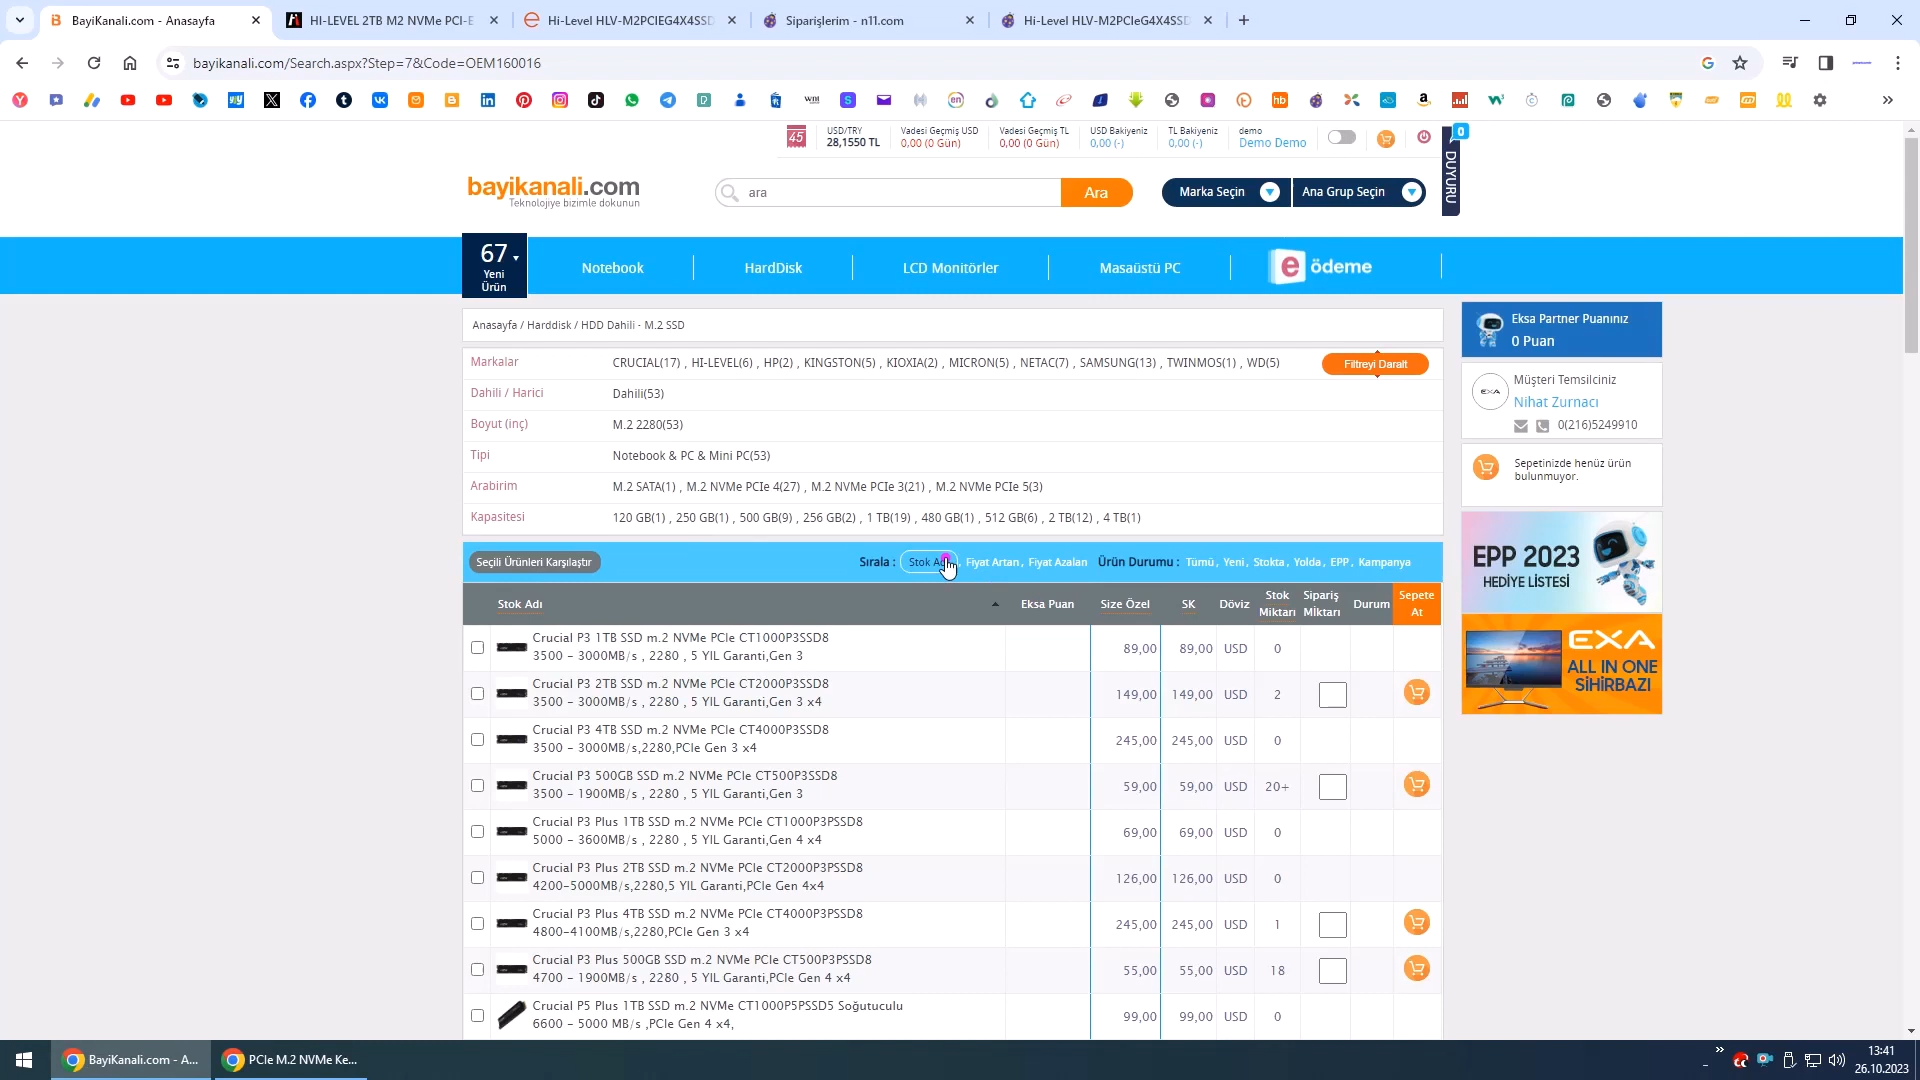 BayiKanali.com - Anasayfa
HI-LEVEL 2TB M2 NVMe PCI-E
Hi-Level HLV-M2PCIEG4X4SSD
Siparişlerim - n11.com
Hi-Level HLV-M2PCIeG4X4SSD
bayikanali.com/Search.aspx?Step=7&Code=OEM160016
45
USD/TRY
28,1550 TL
Vadesi Geçmiş USD
0,00 (0 Gün)
Vadesi Geçmiş TL
0,00 (0 Gün)
USD Bakiyeniz
0,00 (-)
TL Bakiyeniz
0,00 (-)
demo
Demo Demo
0
DUYURU
bayikanali.com
Teknolojiye bizimle dokunun
ara
Ara
Marka Seçin
Ana Grup Seçin
67
Yeni
Ürün
Notebook
HardDisk
LCD Monitörler
Masaüstü PC
e ödeme
Anasayfa / Harddisk / HDD Dahili - M.2 SSD
Markalar
CRUCIAL(17) , HI-LEVEL(6) , HP(2) , KINGSTON(5) , KIOXIA(2) , MICRON(5) , NETAC(7) , SAMSUNG(13) , TWINMOS(1) , WD(5)
Filtreyi Daralt
Dahili / Harici
Dahili(53)
Boyut (inç)
M.2 2280(53)
Tipi
Notebook & PC & Mini PC(53)
Arabirim
M.2 SATA(1) , M.2 NVMe PCIe 4(27) , M.2 NVMe PCIe 3(21) , M.2 NVMe PCIe 5(3)
Kapasitesi
120 GB(1) , 250 GB(1) , 500 GB(9) , 256 GB(2) , 1 TB(19) , 480 GB(1) , 512 GB(6) , 2 TB(12) , 4 TB(1)
Eksa Partner Puanınız
0 Puan
Müşteri Temsilciniz
EXA
Nihat Zurnacı
0(216)5249910
Sepetinizde henüz ürün
bulunmuyor.
EPP 2023
HEDİYE LİSTESİ
EXA
ALL IN ONE
SİHİRBAZI
Seçili Ürünleri Karşılaştır
Sırala : Stok , Fiyat Artan , Fiyat Azalan Ürün Durumu : Tümü , Yeni , Stokta , Yolda , EPP , Kampanya
Stok Adı
Eksa Puan
Size Özel
SK
Döviz
Stok
Miktarı
Sipariş
Miktarı
Durum
Sepete
At
Crucial P3 1TB SSD m.2 NVMe PCIe CT1000P3SSD8
3500 - 3000MB/s , 2280 , 5 YIL Garanti,Gen 3
89,00 89,00 USD 0
Crucial P3 2TB SSD m.2 NVMe PCIe CT2000P3SSD8
3500 - 3000MB/s , 2280 , 5 YIL Garanti,Gen 3 x4
149,00 149,00 USD 2
Crucial P3 4TB SSD m.2 NVMe PCIe CT4000P3SSD8
3500 - 3000MB/s,2280,PCIe Gen 3 x4
245,00 245,00 USD 0
Crucial P3 500GB SSD m.2 NVMe PCIe CT500P3SSD8
3500 - 1900MB/s , 2280 , 5 YIL Garanti,Gen 3
59,00 59,00 USD 20+
Crucial P3 Plus 1TB SSD m.2 NVMe PCIe CT1000P3PSSD8
5000 - 3600MB/s , 2280 , 5 YIL Garanti,Gen 4 x4
69,00 69,00 USD 0
Crucial P3 Plus 2TB SSD m.2 NVMe PCIe CT2000P3PSSD8
4200-5000MB/s,2280,5 YIL Garanti,PCIe Gen 4x4
126,00 126,00 USD 0
Crucial P3 Plus 4TB SSD m.2 NVMe PCIe CT4000P3PSSD8
4800-4100MB/s,2280,PCIe Gen 3 x4
245,00 245,00 USD 1
Crucial P3 Plus 500GB SSD m.2 NVMe PCIe CT500P3PSSD8
4700 - 1900MB/s , 2280 , 5 YIL Garanti,PCIe Gen 4 x4
55,00 55,00 USD 18
Crucial P5 Plus 1TB SSD m.2 NVMe CT1000P5PSSD5 Soğutuculu
6600 - 5000 MB/s ,PCIe Gen 4 x4,
99,00 99,00 USD 0
BayiKanali.com - A...
PCIe M.2 NVMe Ke...
13:41
26.10.2023